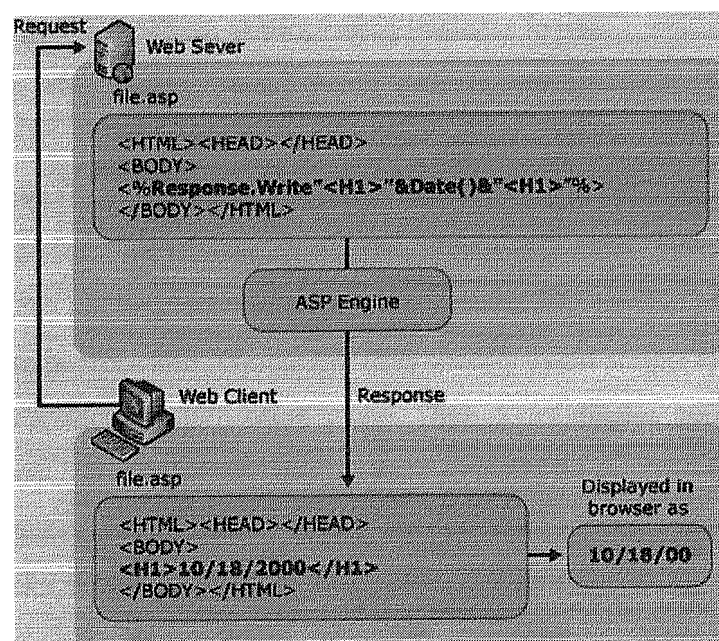 Request
Web Sever
file.asp
<HTML><HEAD></HEAD>
<BODY>
<%Response.Write"<H1>"&Date()&"<H1>"%>
</BODY></HTML>
ASP Engine
Web Client
Response
file.asp
<HTML><HEAD></HEAD>
<BODY>
<H1>10/18/2000</H1>
</BODY></HTML>
Displayed in
browser as
10/18/00